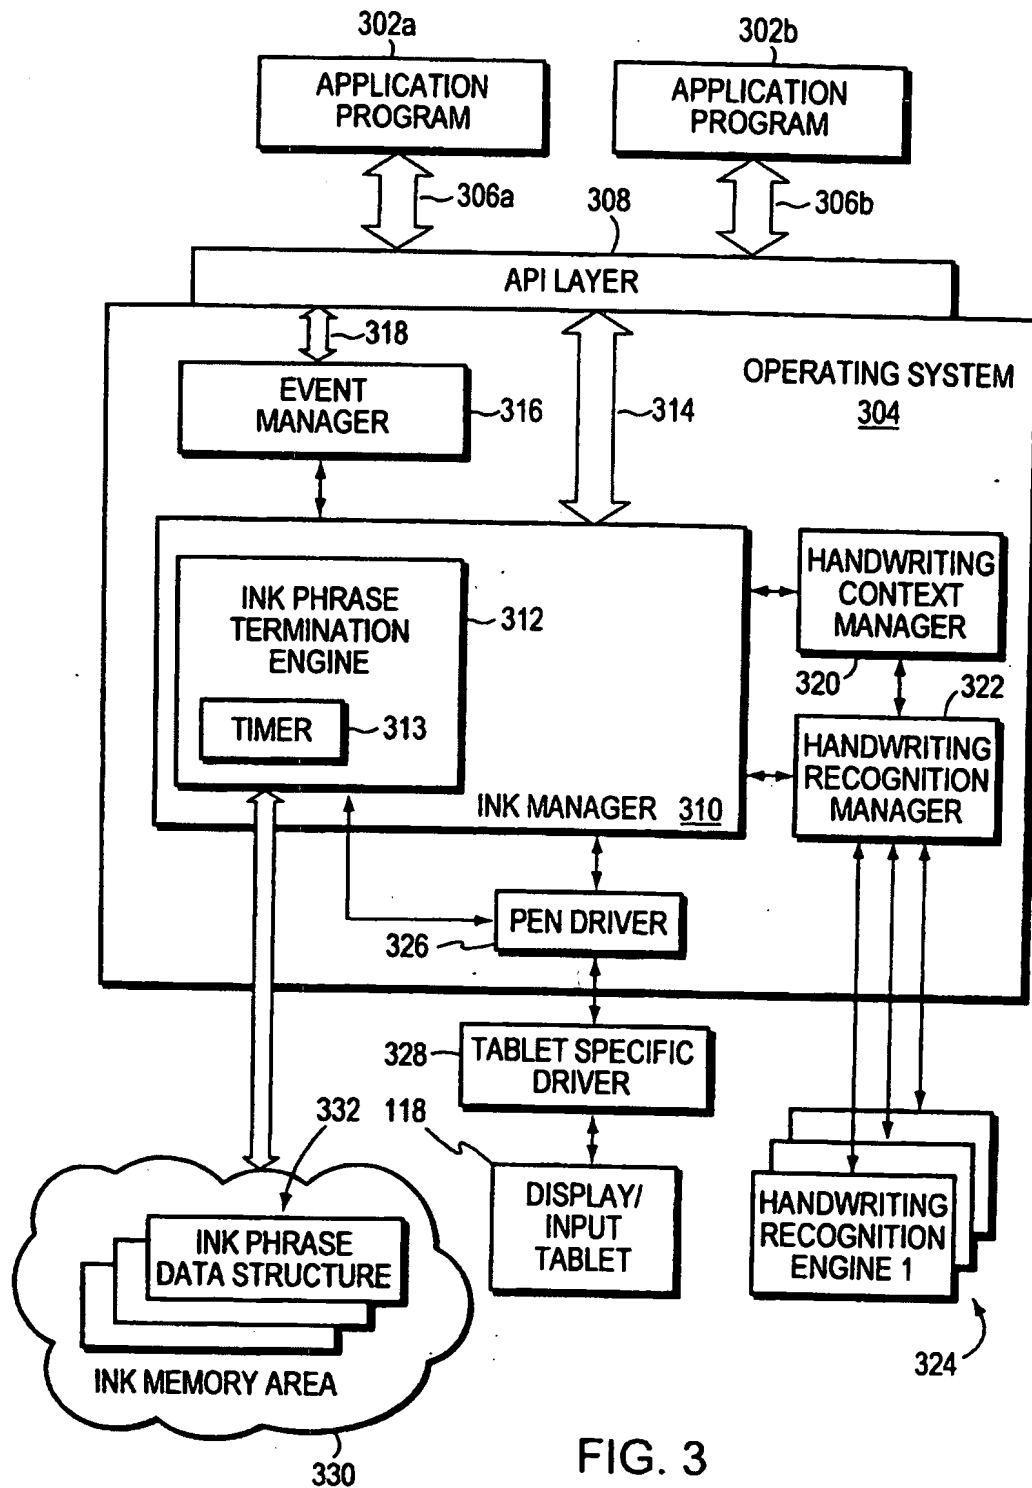 302a
302b
APPLICATION
PROGRAM
APPLICATION
PROGRAM
306a
308
306b
API LAYER
318
OPERATING SYSTEM
304
EVENT
MANAGER
316
314
HANDWRITING
CONTEXT
MANAGER
INK PHRASE
TERMINATION
ENGINE
312
320
322
TIMER
313
HANDWRITING
RECOGNITION
MANAGER
INK MANAGER 310
PEN DRIVER
326
328
TABLET SPECIFIC
DRIVER
332
118
INK PHRASE
DATA STRUCTURE
DISPLAY/
INPUT
TABLET
HANDWRITING
RECOGNITION
ENGINE 1
324
INK MEMORY AREA
330
FIG. 3